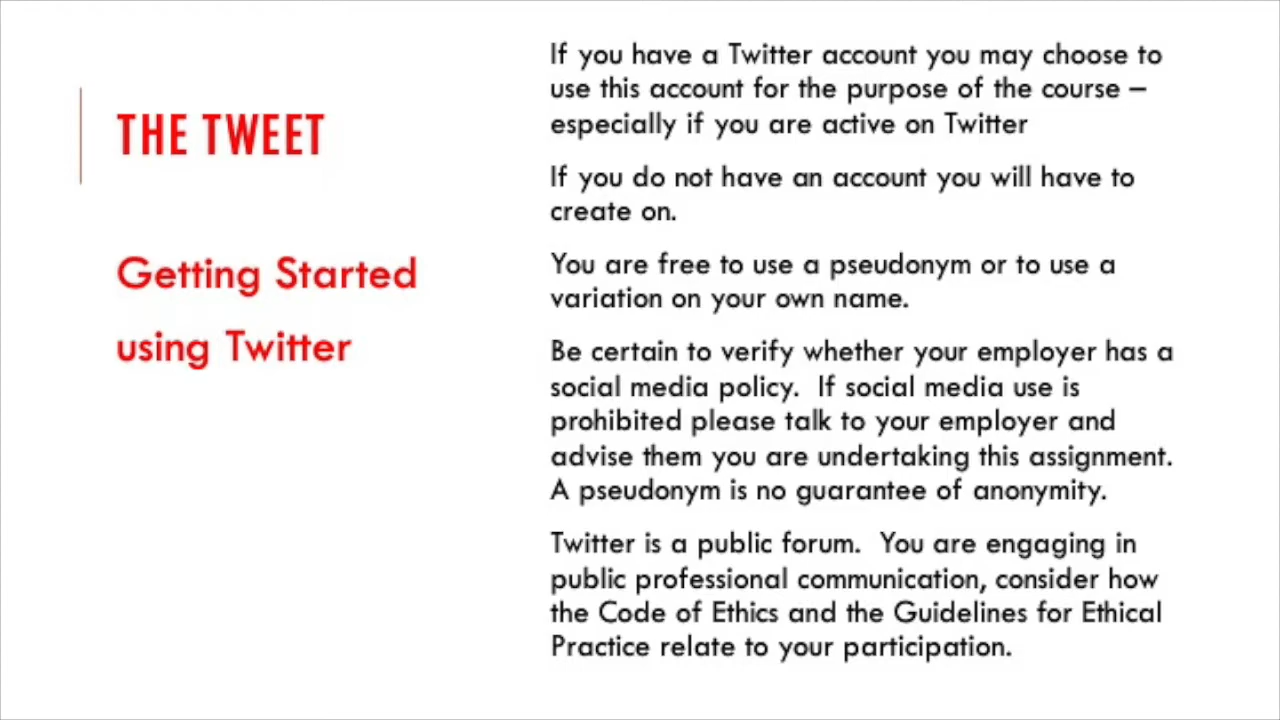 THE TWEET
Getting Started
using Twitter
If you have a Twitter account you may choose to
use this account for the purpose of the course –
especially if you are active on Twitter
If you do not have an account you will have to
create on.
You are free to use a pseudonym or to use a
variation on your own name.
Be certain to verify whether your employer has a
social media policy.  If social media use is
prohibited please talk to your employer and
advise them you are undertaking this assignment.
A pseudonym is no guarantee of anonymity.
Twitter is a public forum.  You are engaging in
public professional communication, consider how
the Code of Ethics and the Guidelines for Ethical
Practice relate to your participation.